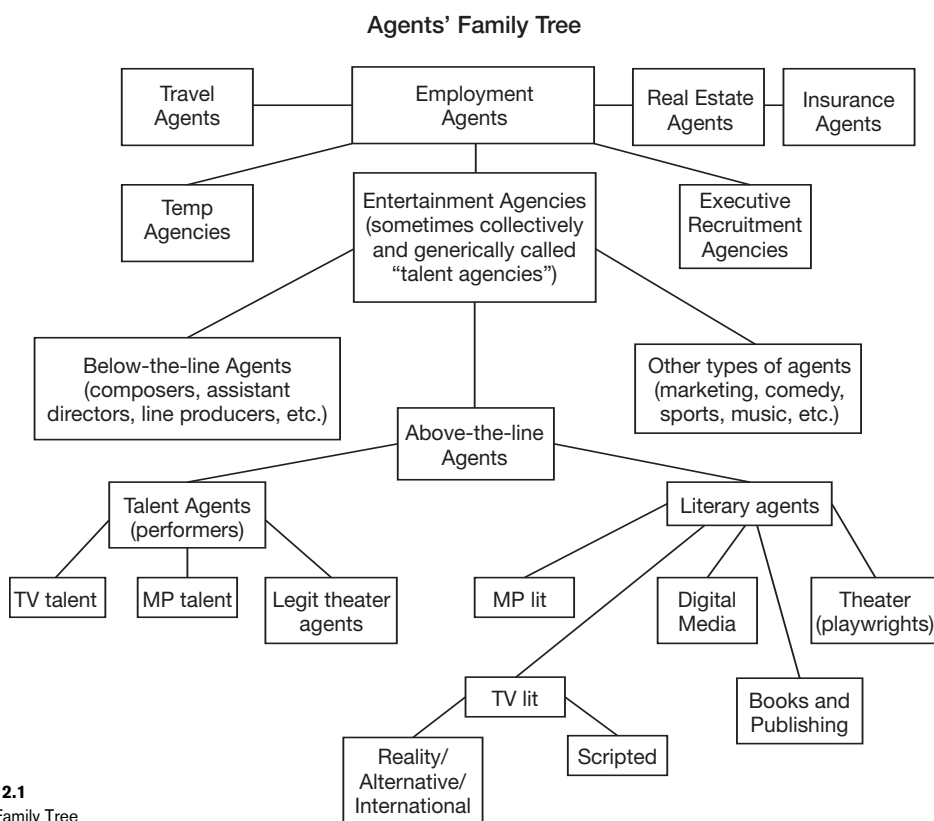 Agents' Family Tree
Travel
Agents
Employment
Agents
Real Estate
Agents
Insurance
Agents
Temp
Agencies
Entertainment Agencies
(sometimes collectively
and generically called
“talent agencies”)
Executive
Recruitment
Agencies
Below-the-line Agents
(composers, assistant
directors, line producers, etc.)
Other types of agents
(marketing, comedy,
sports, music, etc.)
Above-the-line
Agents
Talent Agents
(performers)
Literary agents
TV talent
MP talent
Legit theater
agents
MP lit
Digital
Media
Theater
(playwrights)
TV lit
Books and
Publishing
Reality/
Alternative/
International
Scripted
2.1
Family Tree